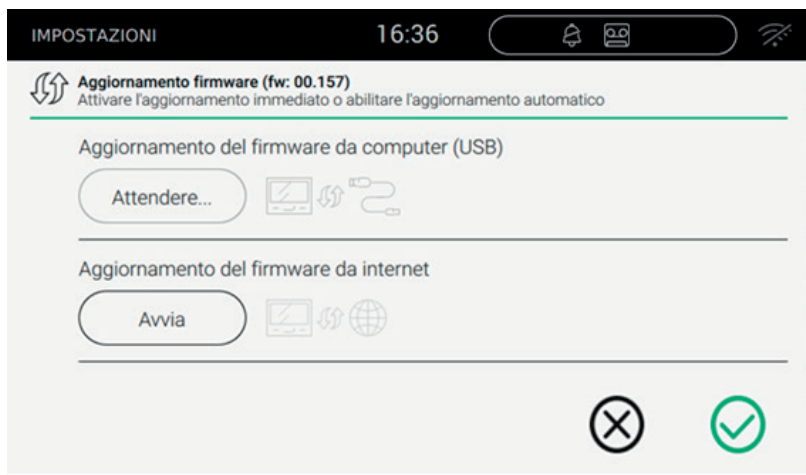 IMPOSTAZIONI 16:36
Aggiornamento firmware (fw: 00.157)
Attivare l'aggiornamento immediato o abilitare l'aggiornamento automatico
Aggiornamento del firmware da computer (USB)
Attendere...
Aggiornamento del firmware da internet
Avvia